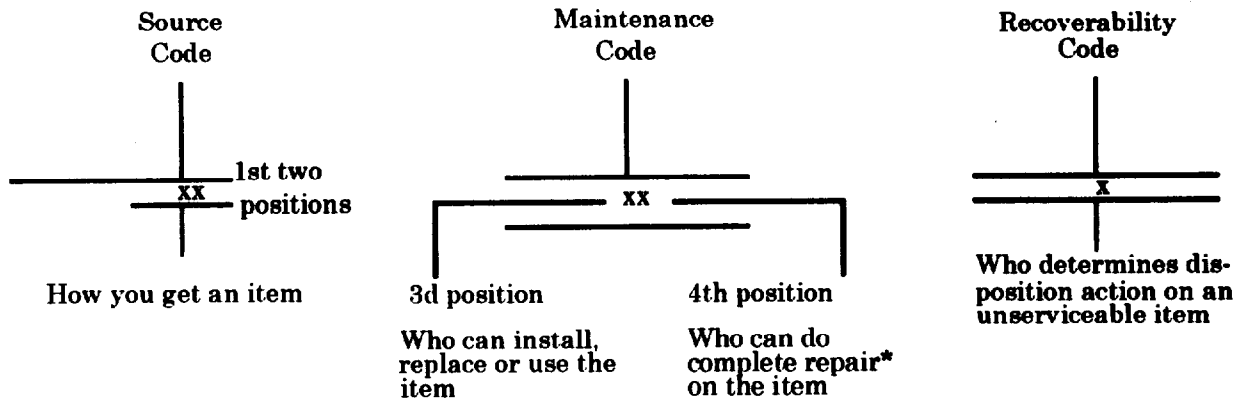 Source
Code
1st two
xx
positions
How you get an item
Maintenance
Code
xx
3d position
Who can install,
replace or use the
item
4th position
Who can do
complete repair*
on the item
Recoverability
Code
x
Who determines dis-
position action on an
unserviceable item